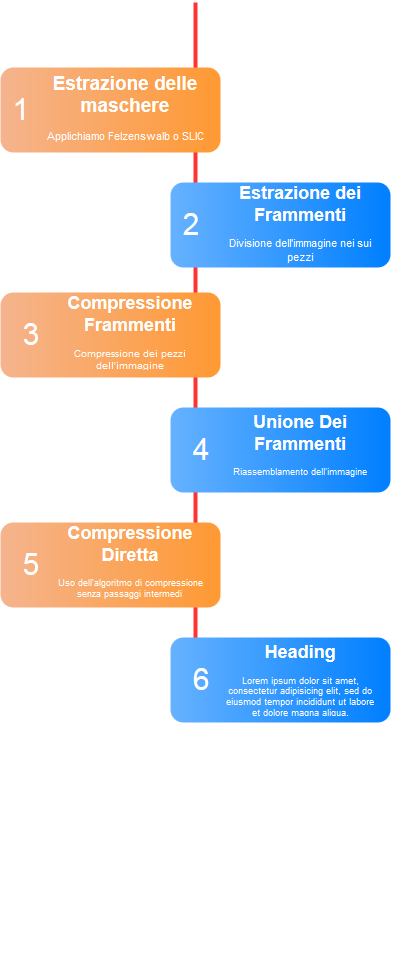 1
Estrazione delle
maschere
Applichiamo Felzenswalb o SLIC
2
Estrazione dei
Frammenti
Divisione dell'immagine nei sui
pezzi
3
Compressione
Frammenti
Compressione dei pezzi
dell'immagine
4
Unione Dei
Frammenti
Riassemblamento dell'immagine
5
Compressione
Diretta
Uso dell'algoritmo di compressione
senza passaggi intermedi
6
Heading
Lorem ipsum dolor sit amet,
consectetur adipisicing elit, sed do
eiusmod tempor incididunt ut labore
et dolore magna aliqua.